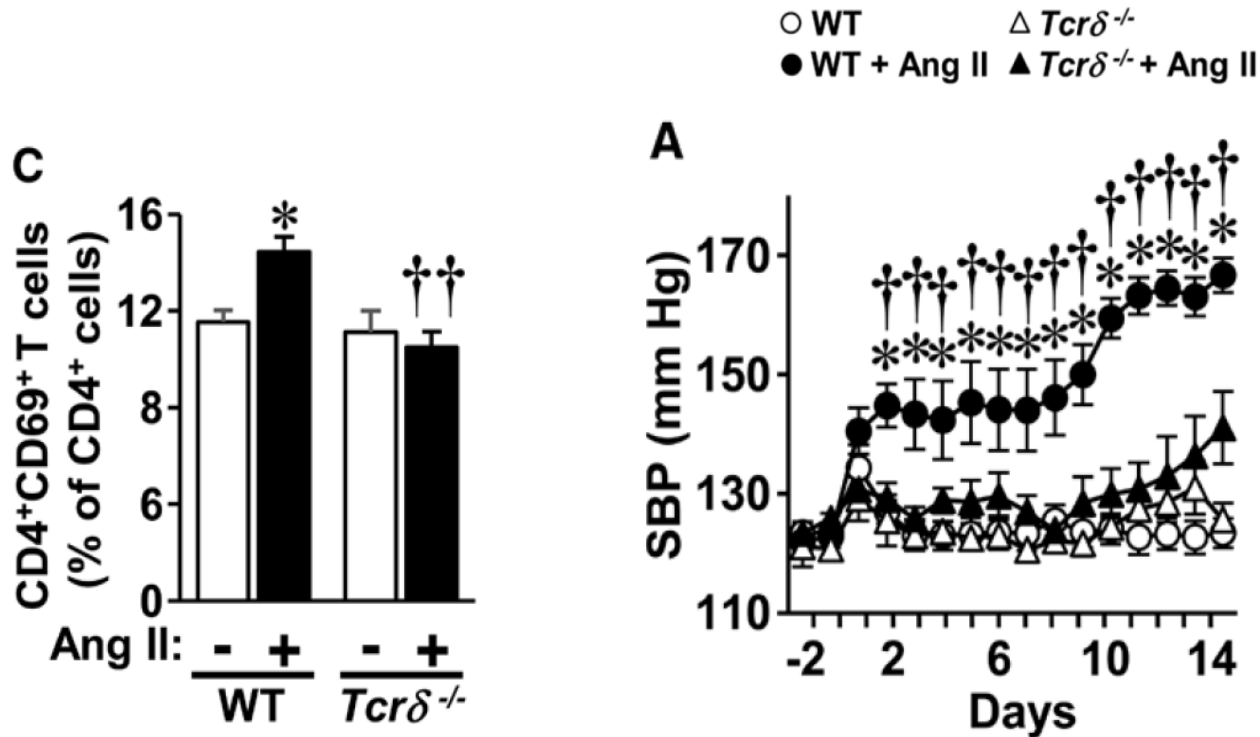 ○ WT △ Tcrδ -/-
● WT + Ang II ▲ Tcrδ -/- + Ang II
C
CD4+CD69+ T cells
(% of CD4+ cells)
16
12
8
4
0
*
††
Ang II: - + - +
WT Tcrδ -/-
A
SBP (mm Hg)
170
150
130
110
† † † † † † † † † † † † †
* * * * * * * * * * * * *
-2 2 6 10 14
Days